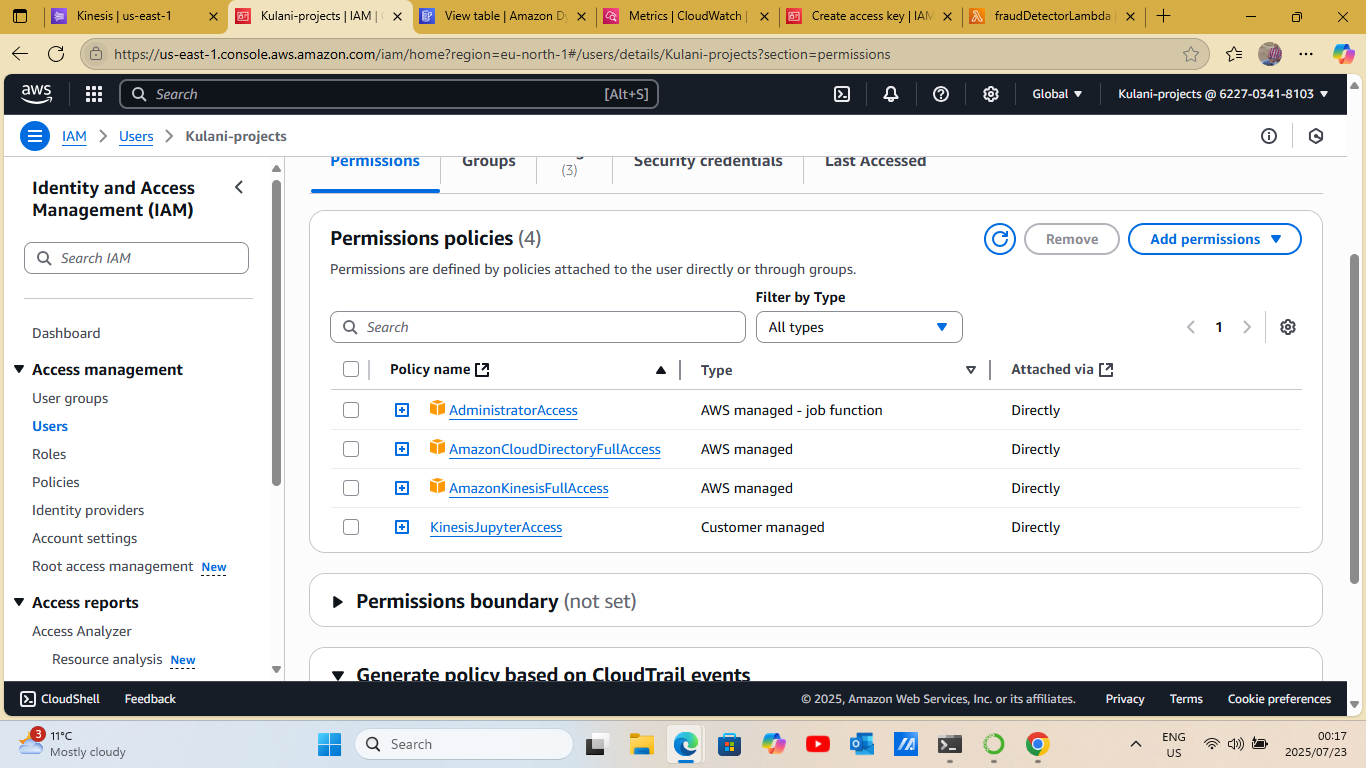 Kinesis | us-east-1
Kulani-projects | IAM |
View table | Amazon Dy
Metrics | CloudWatch |
Create access key | IAM
fraudDetectorLambda |
https://us-east-1.console.aws.amazon.com/iam/home?region=eu-north-1#/users/details/Kulani-projects?section=permissions
aws
Search
[Alt+S]
Global
Kulani-projects @ 6227-0341-8103
IAM
Users
Kulani-projects
Identity and Access
Management (IAM)
Search IAM
Dashboard
Access management
User groups
Users
Roles
Policies
Identity providers
Account settings
Root access management New
Access reports
Access Analyzer
Resource analysis New
Permissions
Groups
(3)
Security credentials
Last Accessed
Permissions policies (4)
Remove
Add permissions
Permissions are defined by policies attached to the user directly or through groups.
Filter by Type
Search
All types
1
Policy name
Type
Attached via
AdministratorAccess
AWS managed - job function
Directly
AmazonCloudDirectoryFullAccess
AWS managed
Directly
AmazonKinesisFullAccess
AWS managed
Directly
KinesisJupyterAccess
Customer managed
Directly
Permissions boundary (not set)
Generate policy based on CloudTrail events
CloudShell
Feedback
© 2025, Amazon Web Services, Inc. or its affiliates.
Privacy
Terms
Cookie preferences
3
11°C
Mostly cloudy
Search
ENG
US
00:17
2025/07/23